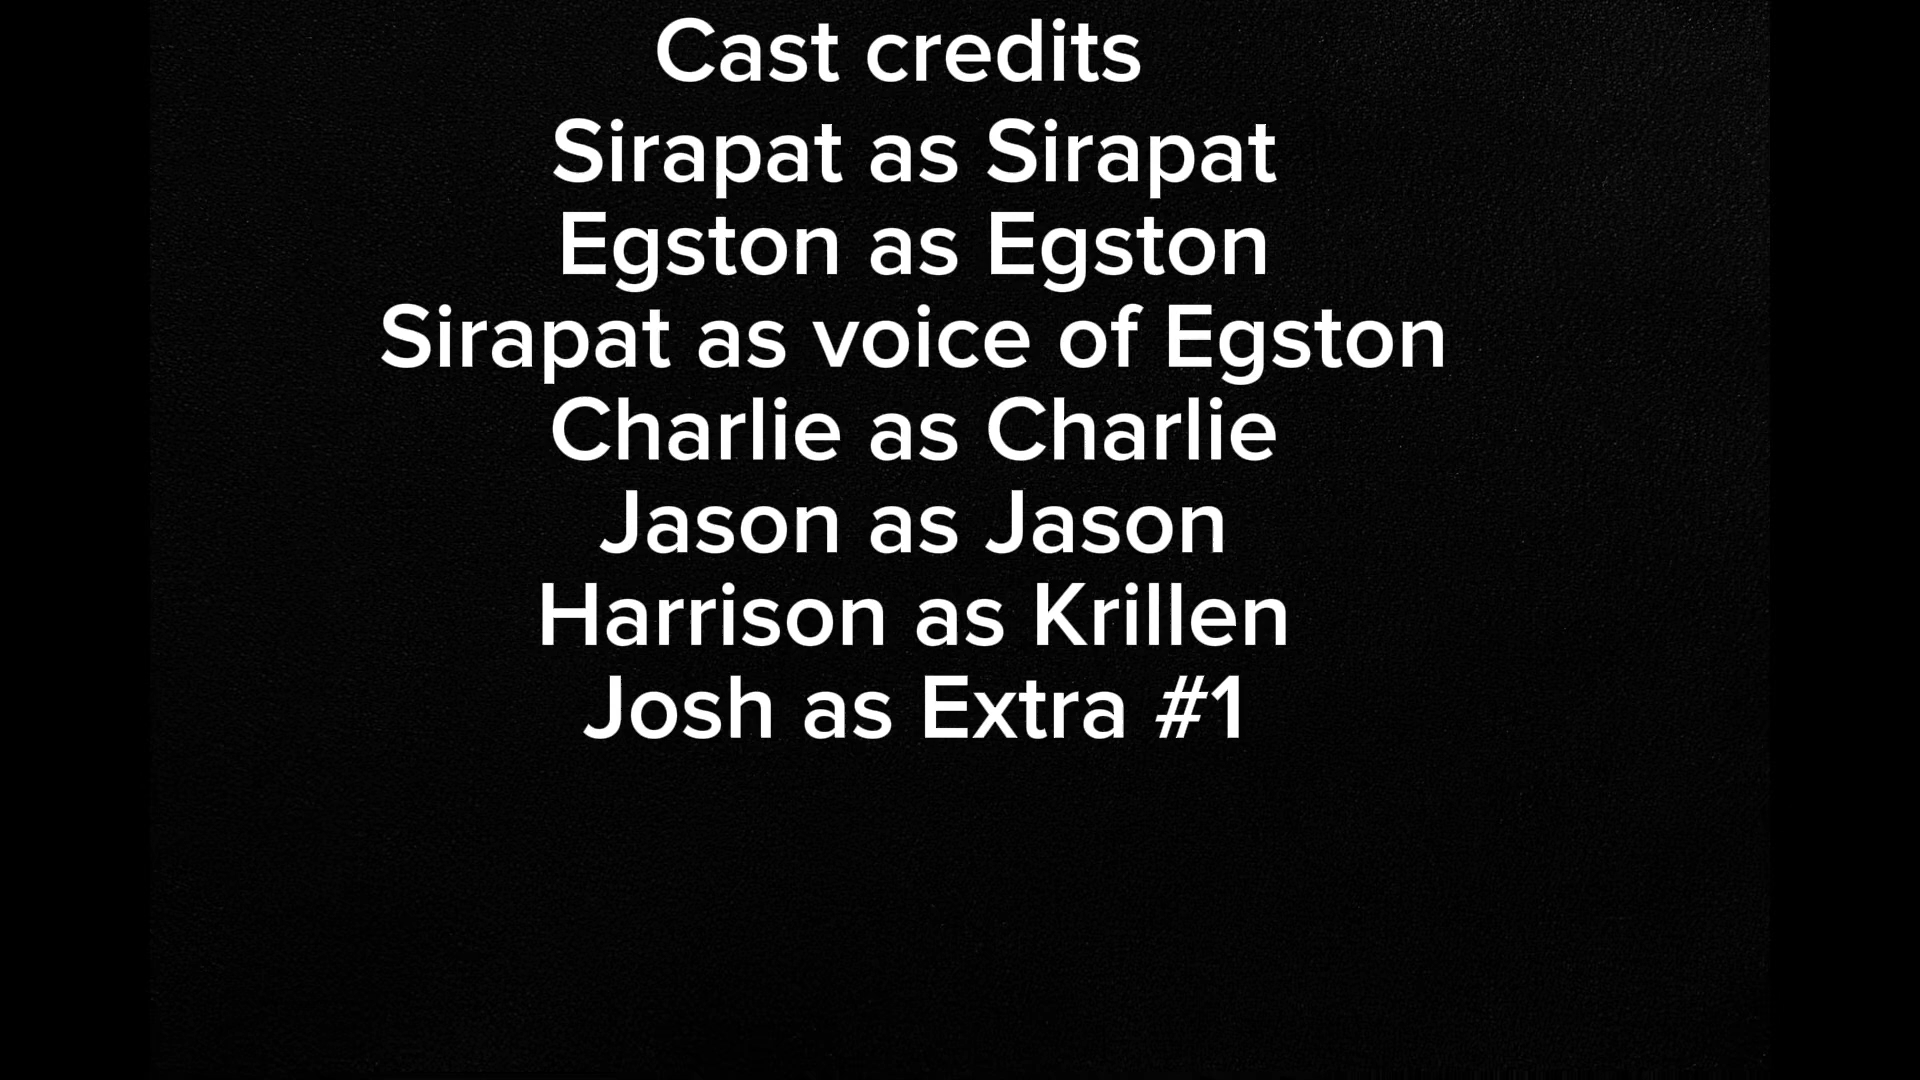 Cast credits
Sirapat as Sirapat
Egston as Egston
Sirapat as voice of Egston
Charlie as Charlie
Jason as Jason
Harrison as Krillen
Josh as Extra #1